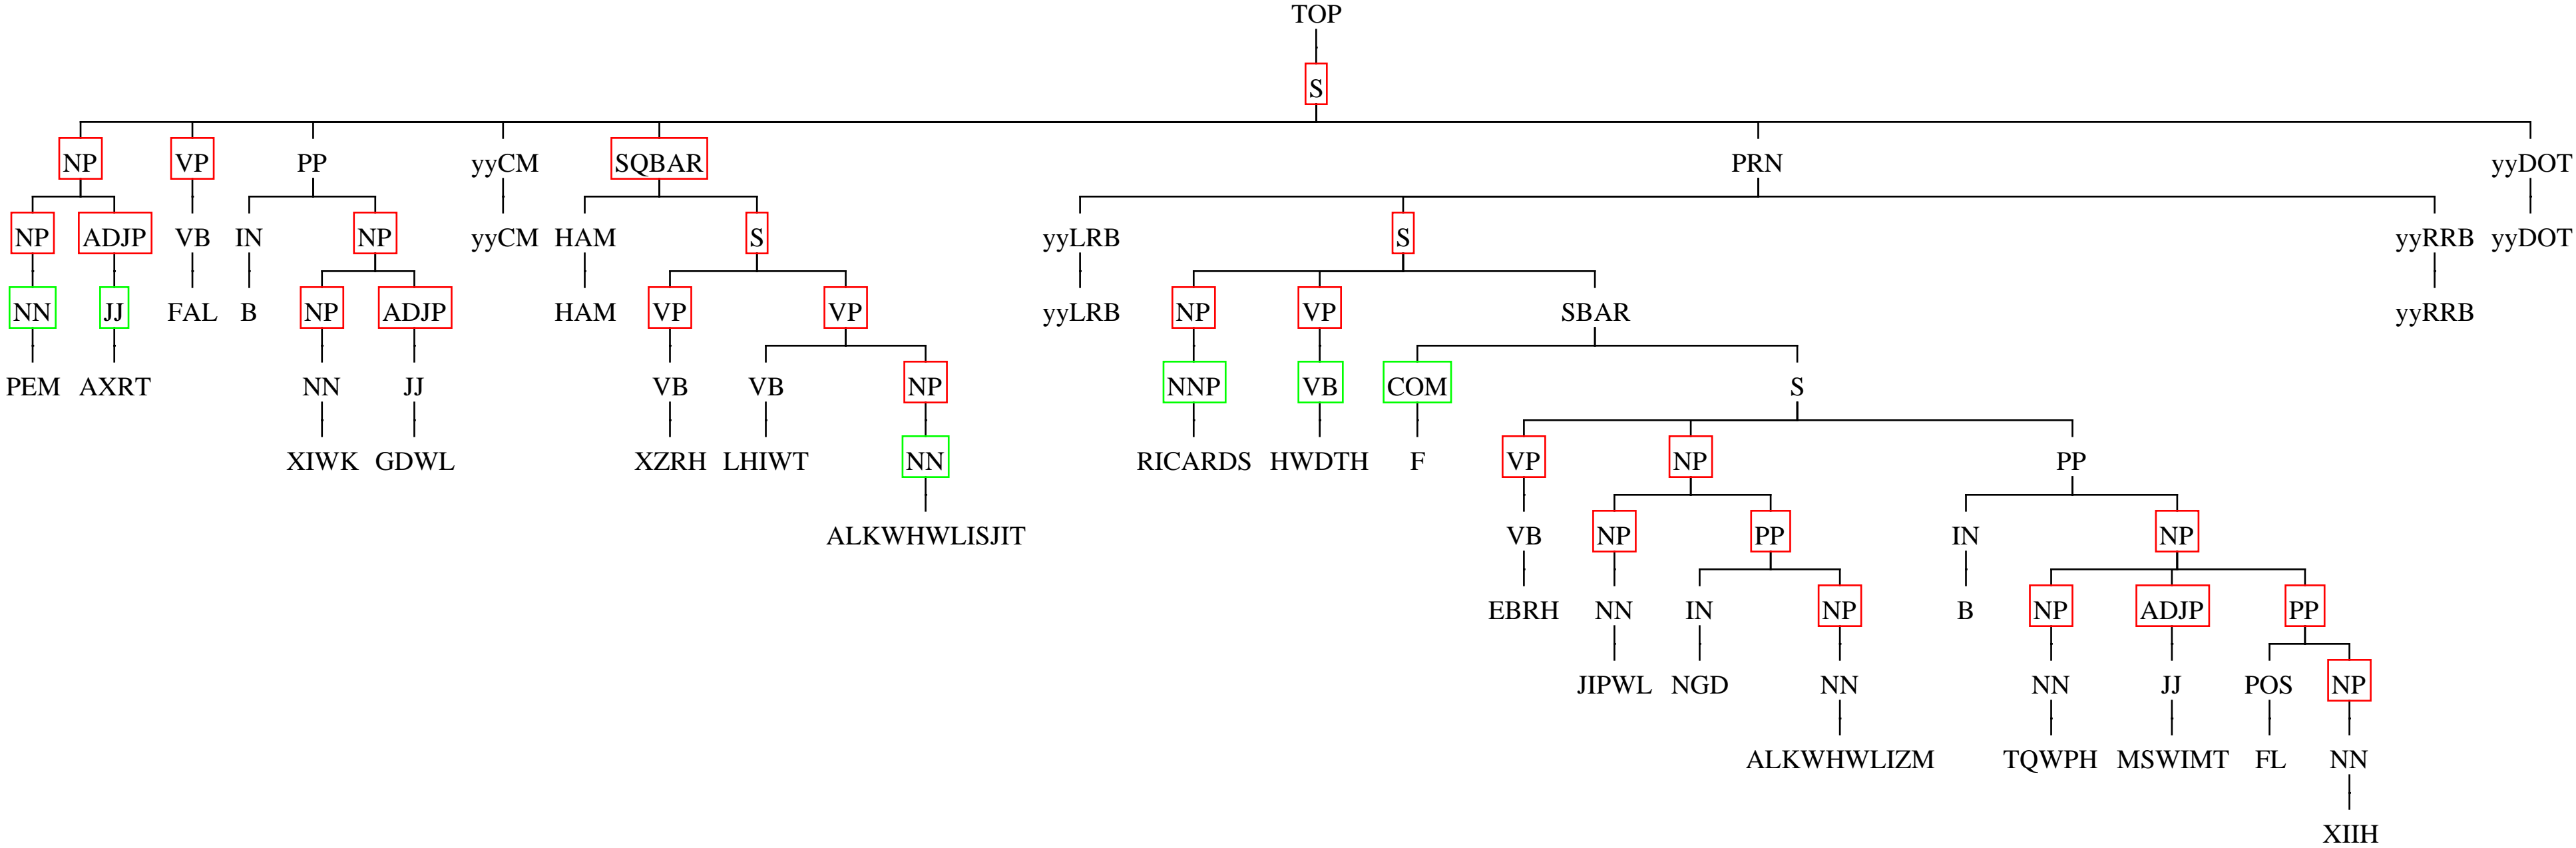 TOP
S
NP VP PP yyCM SQBAR PRN yyDOT
NP ADJP VB IN NP yyCM HAM S yyLRB S yyRRB yyDOT
NN JJ FAL B NP ADJP HAM VP VP yyLRB NP VP SBAR yyRRB
PEM AXRT NN JJ VB VB NP NNP VB COM S
XIWK GDWL XZRH LHIWT NN RICARDS HWDTH F VP NP PP
ALKWHWLISJIT VB NP PP IN NP
EBRH NN IN NP B NP ADJP PP
JIPWL NGD NN NN JJ POS NP
ALKWHWLIZM TQWPH MSWIMT FL NN
XIIH